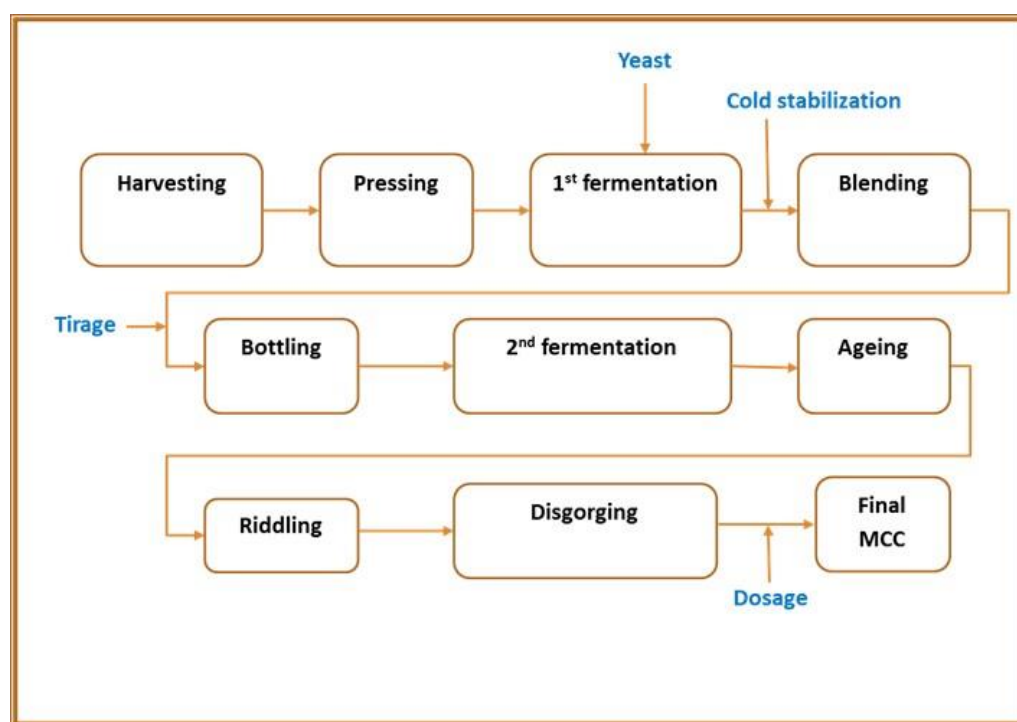 Yeast
Cold stabilization
Harvesting
Pressing
1st fermentation
Blending
Tirage
Bottling
2nd fermentation
Ageing
Riddling
Disgorging
Final
MCC
Dosage